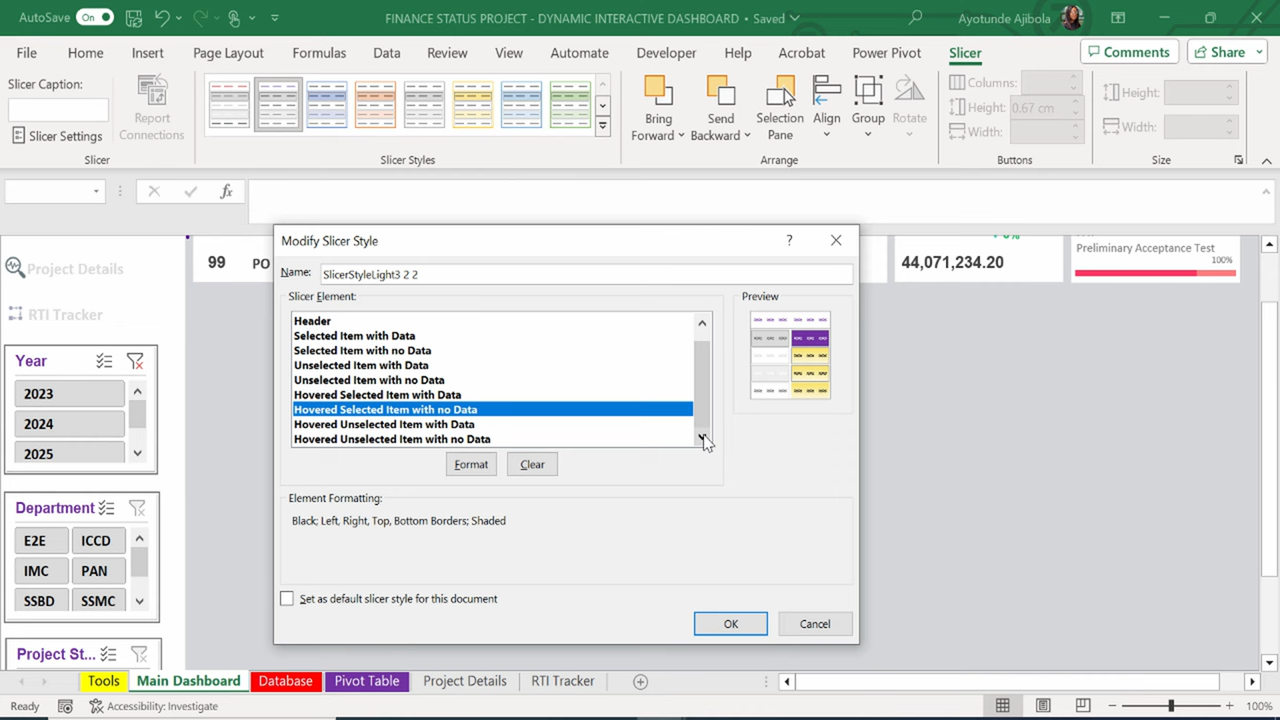 AutoSave On FINANCE STATUS PROJECT - DYNAMIC INTERACTIVE DASHBOARD • Saved Ayotunde Ajibola
File Home Insert Page Layout Formulas Data Review View Automate Developer Help Acrobat Power Pivot Slicer Comments Share
Slicer Caption:
Slicer Settings
Report Connections
Slicer
Slicer Styles
Bring Forward
Send Backward
Selection Pane
Align
Group
Rotate
Arrange
Columns:
Height: 0.67 cm
Width:
Buttons
Height:
Width:
Size
fx
Project Details
RTI Tracker
99 PO
6%
44,071,234.20
Preliminary Acceptance Test
100%
Year
2023
2024
2025
Department
E2E ICCD
IMC PAN
SSBD SSMC
Project St...
Modify Slicer Style ?
Name: SlicerStyleLight3 2 2
Slicer Element:
Header
Selected Item with Data
Selected Item with no Data
Unselected Item with Data
Unselected Item with no Data
Hovered Selected Item with Data
Hovered Selected Item with no Data
Hovered Unselected Item with Data
Hovered Unselected Item with no Data
Format Clear
Preview
Element Formatting:
Black; Left, Right, Top, Bottom Borders; Shaded
Set as default slicer style for this document
OK Cancel
Tools Main Dashboard Database Pivot Table Project Details RTI Tracker
Ready Accessibility: Investigate 100%